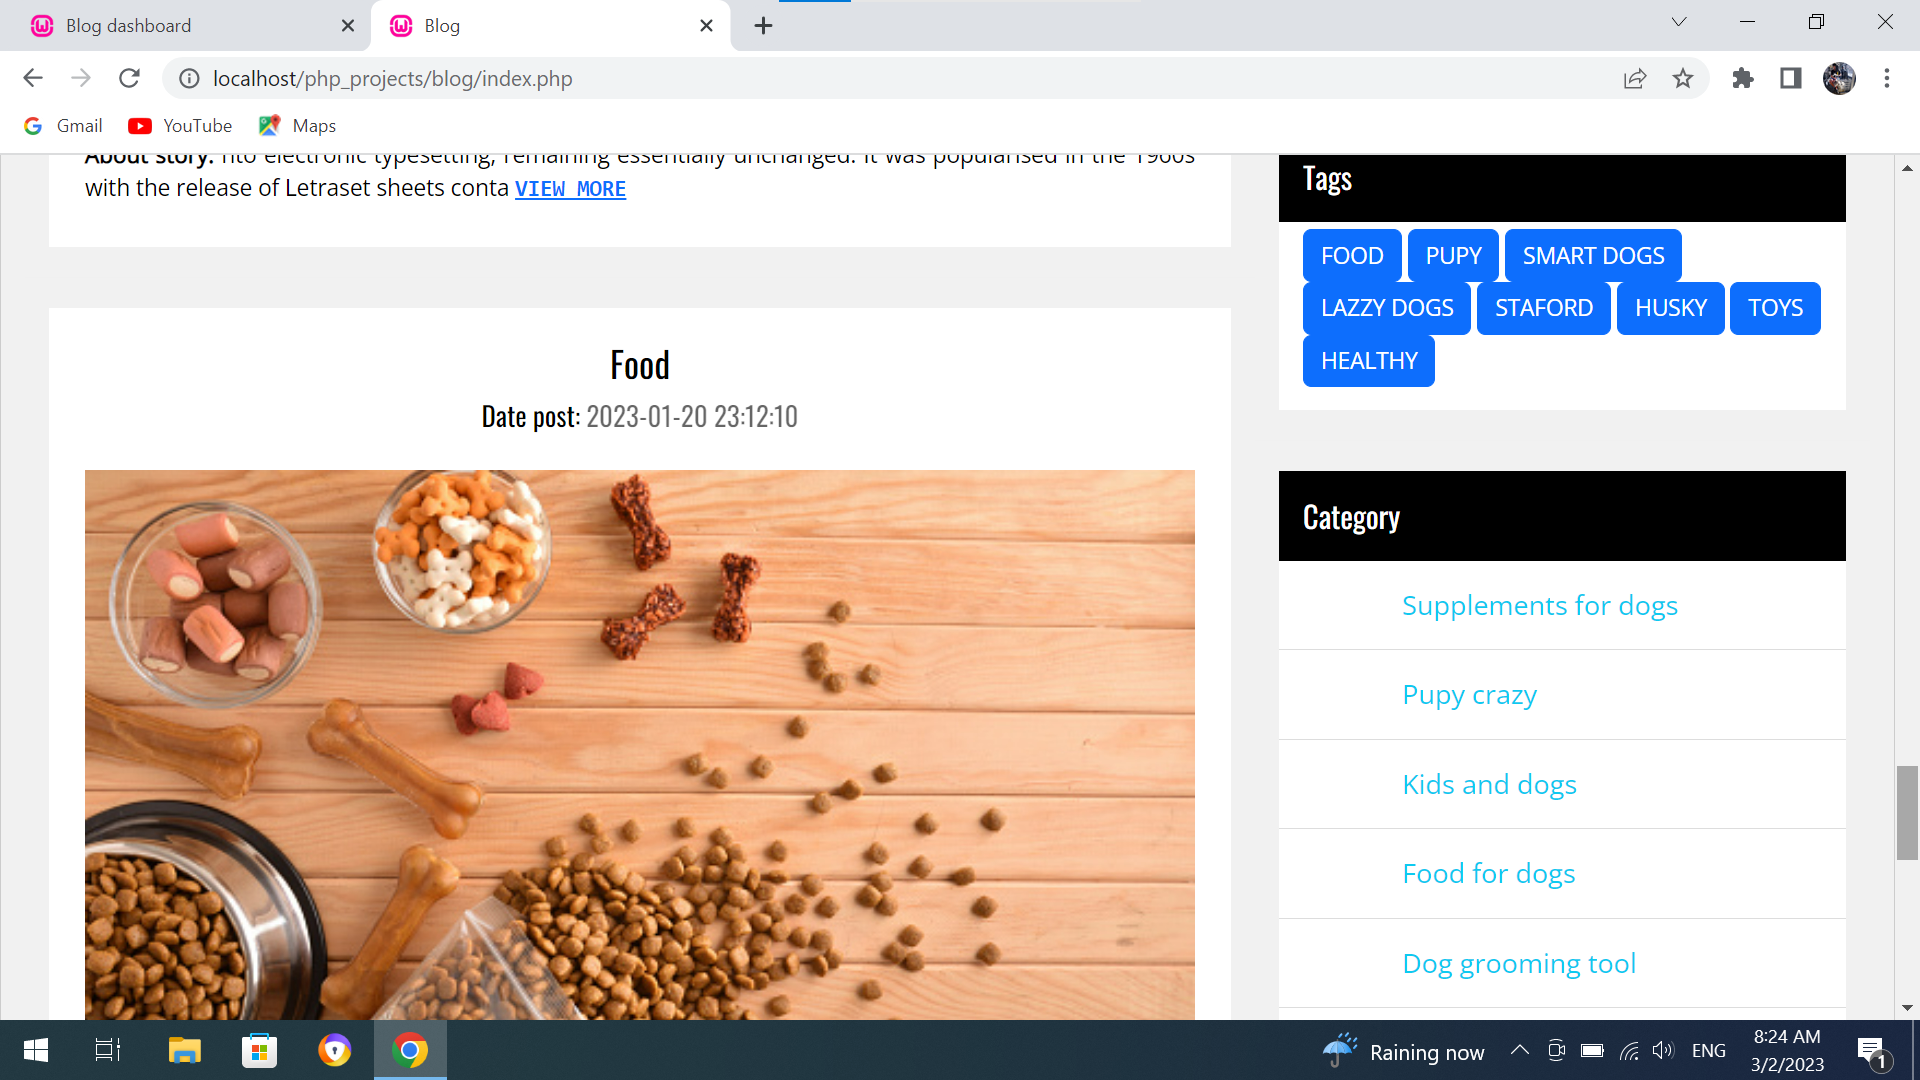 Blog dashboard
Blog
localhost/php_projects/blog/index.php
Gmail
YouTube
Maps
About story: nto electronic typesetting, remaining essentially unchanged. It was popularised in the 1960s
with the release of Letraset sheets conta VIEW MORE
Food
Date post: 2023-01-20 23:12:10
Tags
FOOD PUPY SMART DOGS
LAZZY DOGS STAFORD HUSKY TOYS
HEALTHY
Category
Supplements for dogs
Pupy crazy
Kids and dogs
Food for dogs
Dog grooming tool
Raining now
ENG
8:24 AM
3/2/2023
1